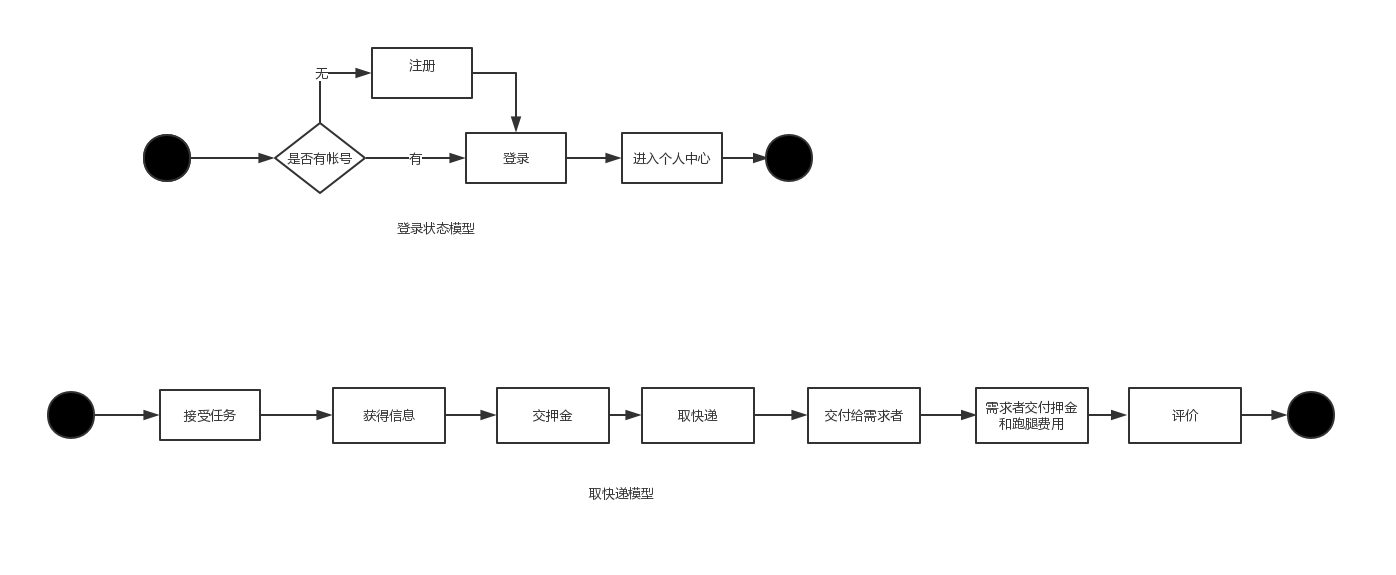 注册
无
是否有帐号
有
登录
进入个人中心
登录状态模型
接受任务
获得信息
交押金
取快递
交付给需求者
需求者交付押金
和跑腿费用
评价
取快递模型